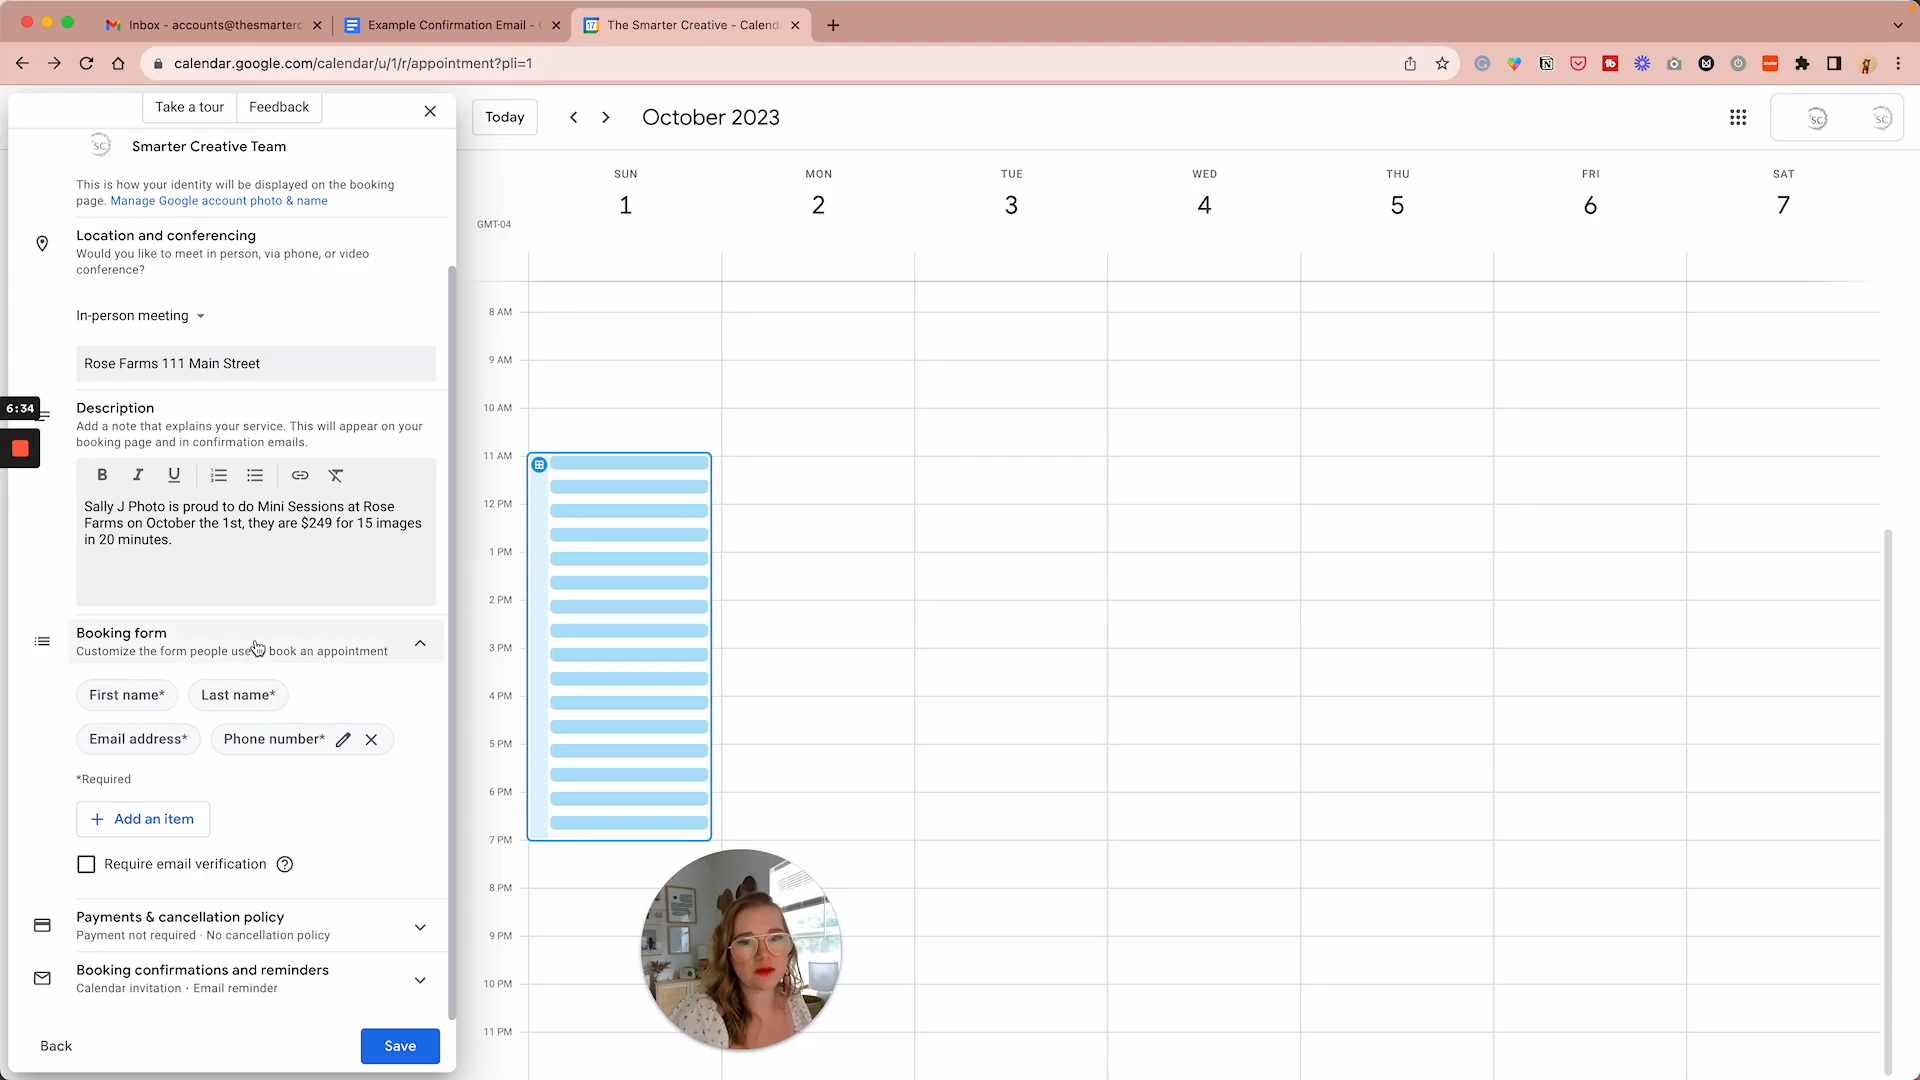 Inbox - accounts@thesmarterc
Example Confirmation Email -
17
The Smarter Creative - Calend
calendar.google.com/calendar/u/1/r/appointment?pli=1
Take a tour
Feedback
Today
October 2023
SC
SC
SC
Smarter Creative Team
This is how your identity will be displayed on the booking
page. Manage Google account photo & name
SUN
MON
TUE
WED
THU
FRI
SAT
1
2
3
4
5
6
7
GMT-04
Location and conferencing
Would you like to meet in person, via phone, or video
conference?
In-person meeting
Rose Farms 111 Main Street
6:34
Description
Add a note that explains your service. This will appear on your
booking page and in confirmation emails.
B I U
Sally J Photo is proud to do Mini Sessions at Rose
Farms on October the 1st, they are $249 for 15 images
in 20 minutes.
Booking form
Customize the form people use book an appointment
First name*
Last name*
Email address*
Phone number*
*Required
+ Add an item
Require email verification
Payments & cancellation policy
Payment not required · No cancellation policy
Booking confirmations and reminders
Calendar invitation · Email reminder
Back
Save
8 AM
9 AM
10 AM
11 AM
12 PM
1 PM
2 PM
3 PM
4 PM
5 PM
6 PM
7 PM
8 PM
9 PM
10 PM
11 PM